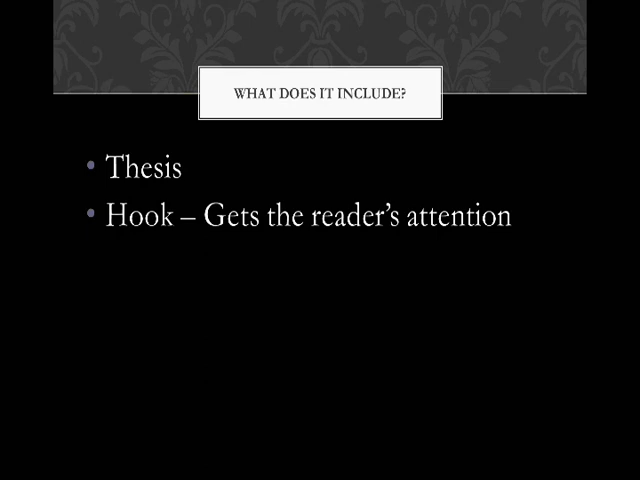 WHAT DOES IT INCLUDE?
• Thesis
• Hook – Gets the reader's attention